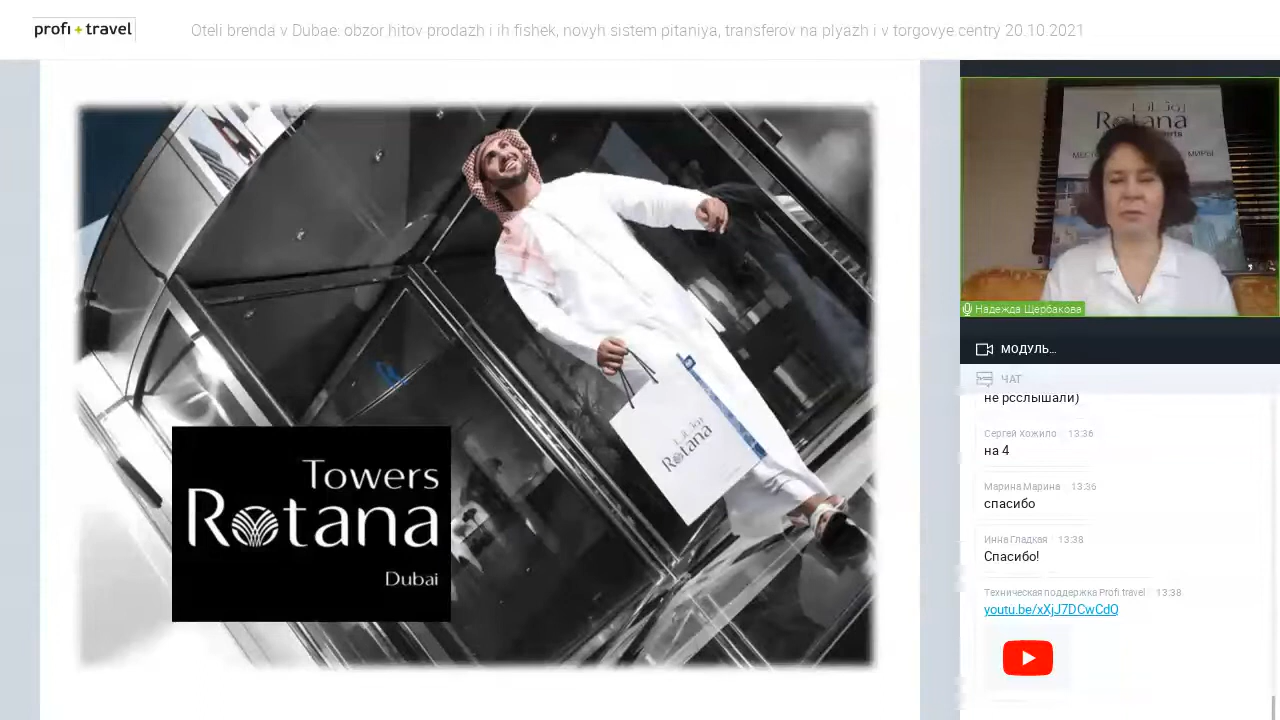 profi + travel
Oteli brenda v Dubae: obzor hitov prodazh i ih fishek, novyh sistem pitaniya, transferov na plyazh i v torgovye centry 20.10.2021
Rotana
Towers
Rotana
Dubai
Rotana
МИРЫ
Надежда Щербакова
МОДУЛЬ...
ЧАТ
не рсслышали)
Сергей Хожило 13:36
на 4
Марина Марина 13:36
спасибо
Инна Гладкая 13:38
Спасибо!
Техническая поддержка Profi travel 13:38
youtu.be/xXjJ7DCwCdQ